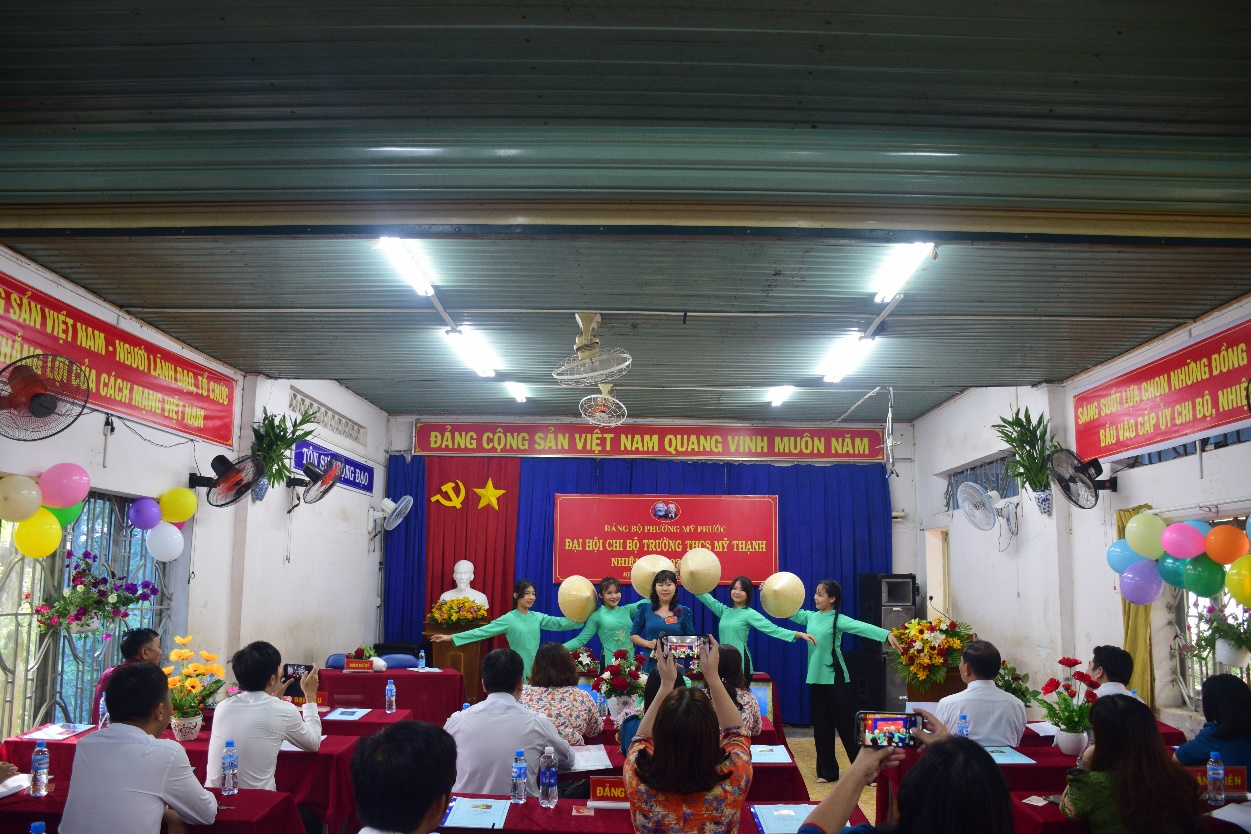 G SẢN VIỆT NAM - NGƯỜI LÃNH ĐẠO, TỔ CHỨC
THẮNG LỢI CỦA CÁCH MẠNG VIỆT NAM
TÔN SƯ TRỌNG ĐẠO
ĐẢNG CỘNG SẢN VIỆT NAM QUANG VINH MUÔN NĂM
ĐẢNG BỘ PHƯỜNG MỸ PHƯỚC
ĐẠI HỘI CHI BỘ TRƯỜNG THCS MỸ THẠNH
NHIỆM
SÁNG SUỐT LỰA CHỌN NHỮNG ĐỒNG
BẦU VÀO CẤP ỦY CHI BỘ, NHIỆ
ĐẢNG